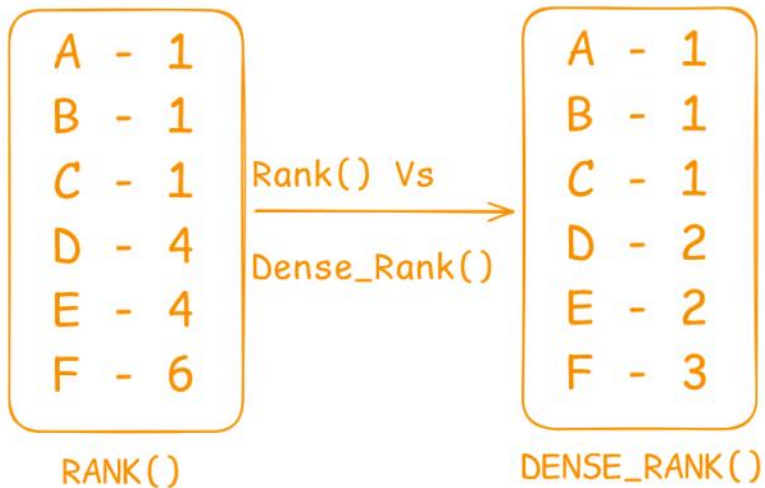 A - 1
B - 1
C - 1
D - 4
E - 4
F - 6
RANK()
Rank() Vs
Dense_Rank()
A - 1
B - 1
C - 1
D - 2
E - 2
F - 3
DENSE_RANK()